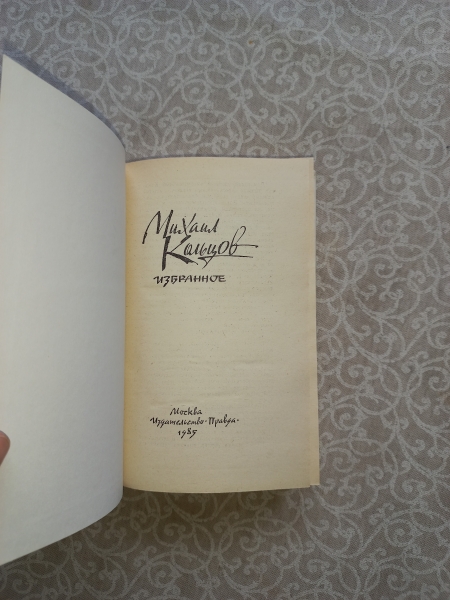 Михаил
Кольцов
ИЗБРАННОЕ
Москва
Издательство «Правда»
1985